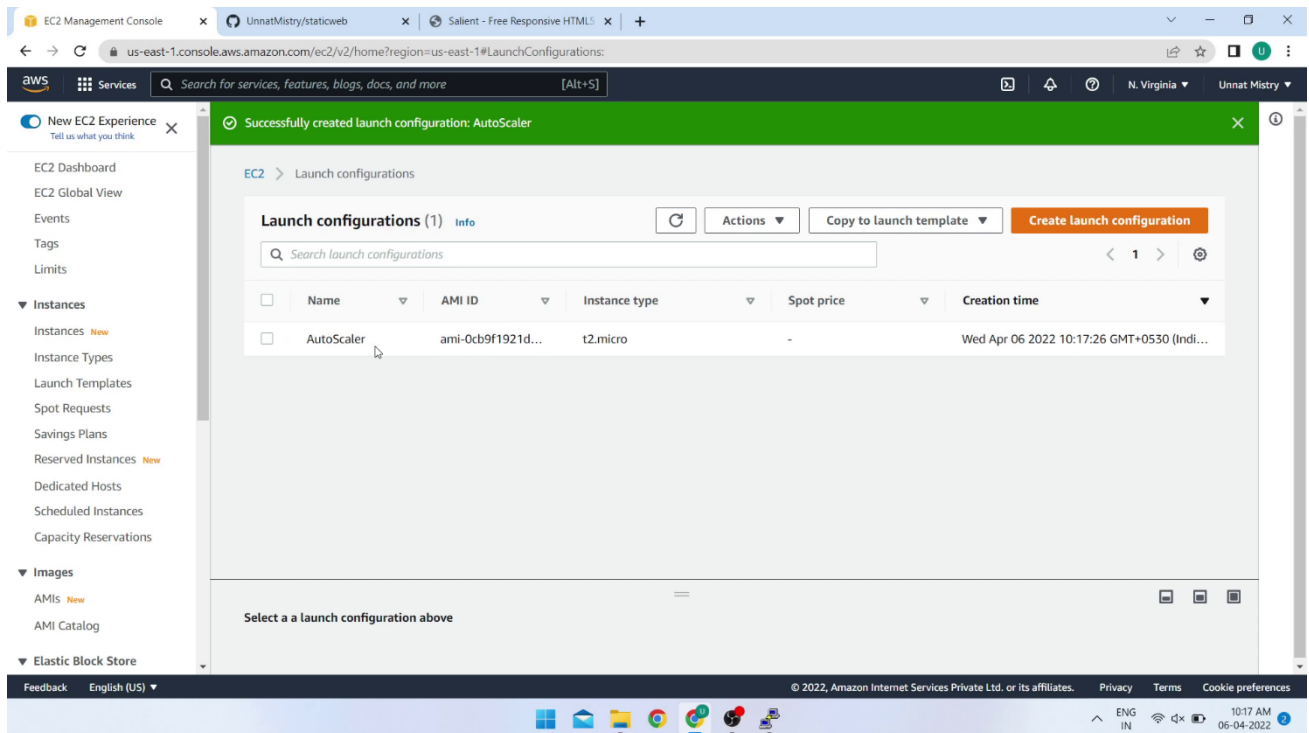 EC2 Management Console
UnnatMistry/staticweb
Salient - Free Responsive HTML5
us-east-1.console.aws.amazon.com/ec2/v2/home?region=us-east-1#LaunchConfigurations:
U
aws
Services
Search for services, features, blogs, docs, and more
[Alt+S]
N. Virginia
Unnat Mistry
New EC2 Experience
Tell us what you think
EC2 Dashboard
EC2 Global View
Events
Tags
Limits
Instances
Instances New
Instance Types
Launch Templates
Spot Requests
Savings Plans
Reserved Instances New
Dedicated Hosts
Scheduled Instances
Capacity Reservations
Images
AMIs New
AMI Catalog
Elastic Block Store
Successfully created launch configuration: AutoScaler
EC2 > Launch configurations
Launch configurations (1) Info
Actions
Copy to launch template
Create launch configuration
Search launch configurations
1
Name AMI ID Instance type Spot price Creation time
AutoScaler ami-0cb9f1921d... t2.micro - Wed Apr 06 2022 10:17:26 GMT+0530 (Indi...
Select a a launch configuration above
Feedback English (US) © 2022, Amazon Internet Services Private Ltd. or its affiliates. Privacy Terms Cookie preferences
ENG
IN
10:17 AM
06-04-2022
2